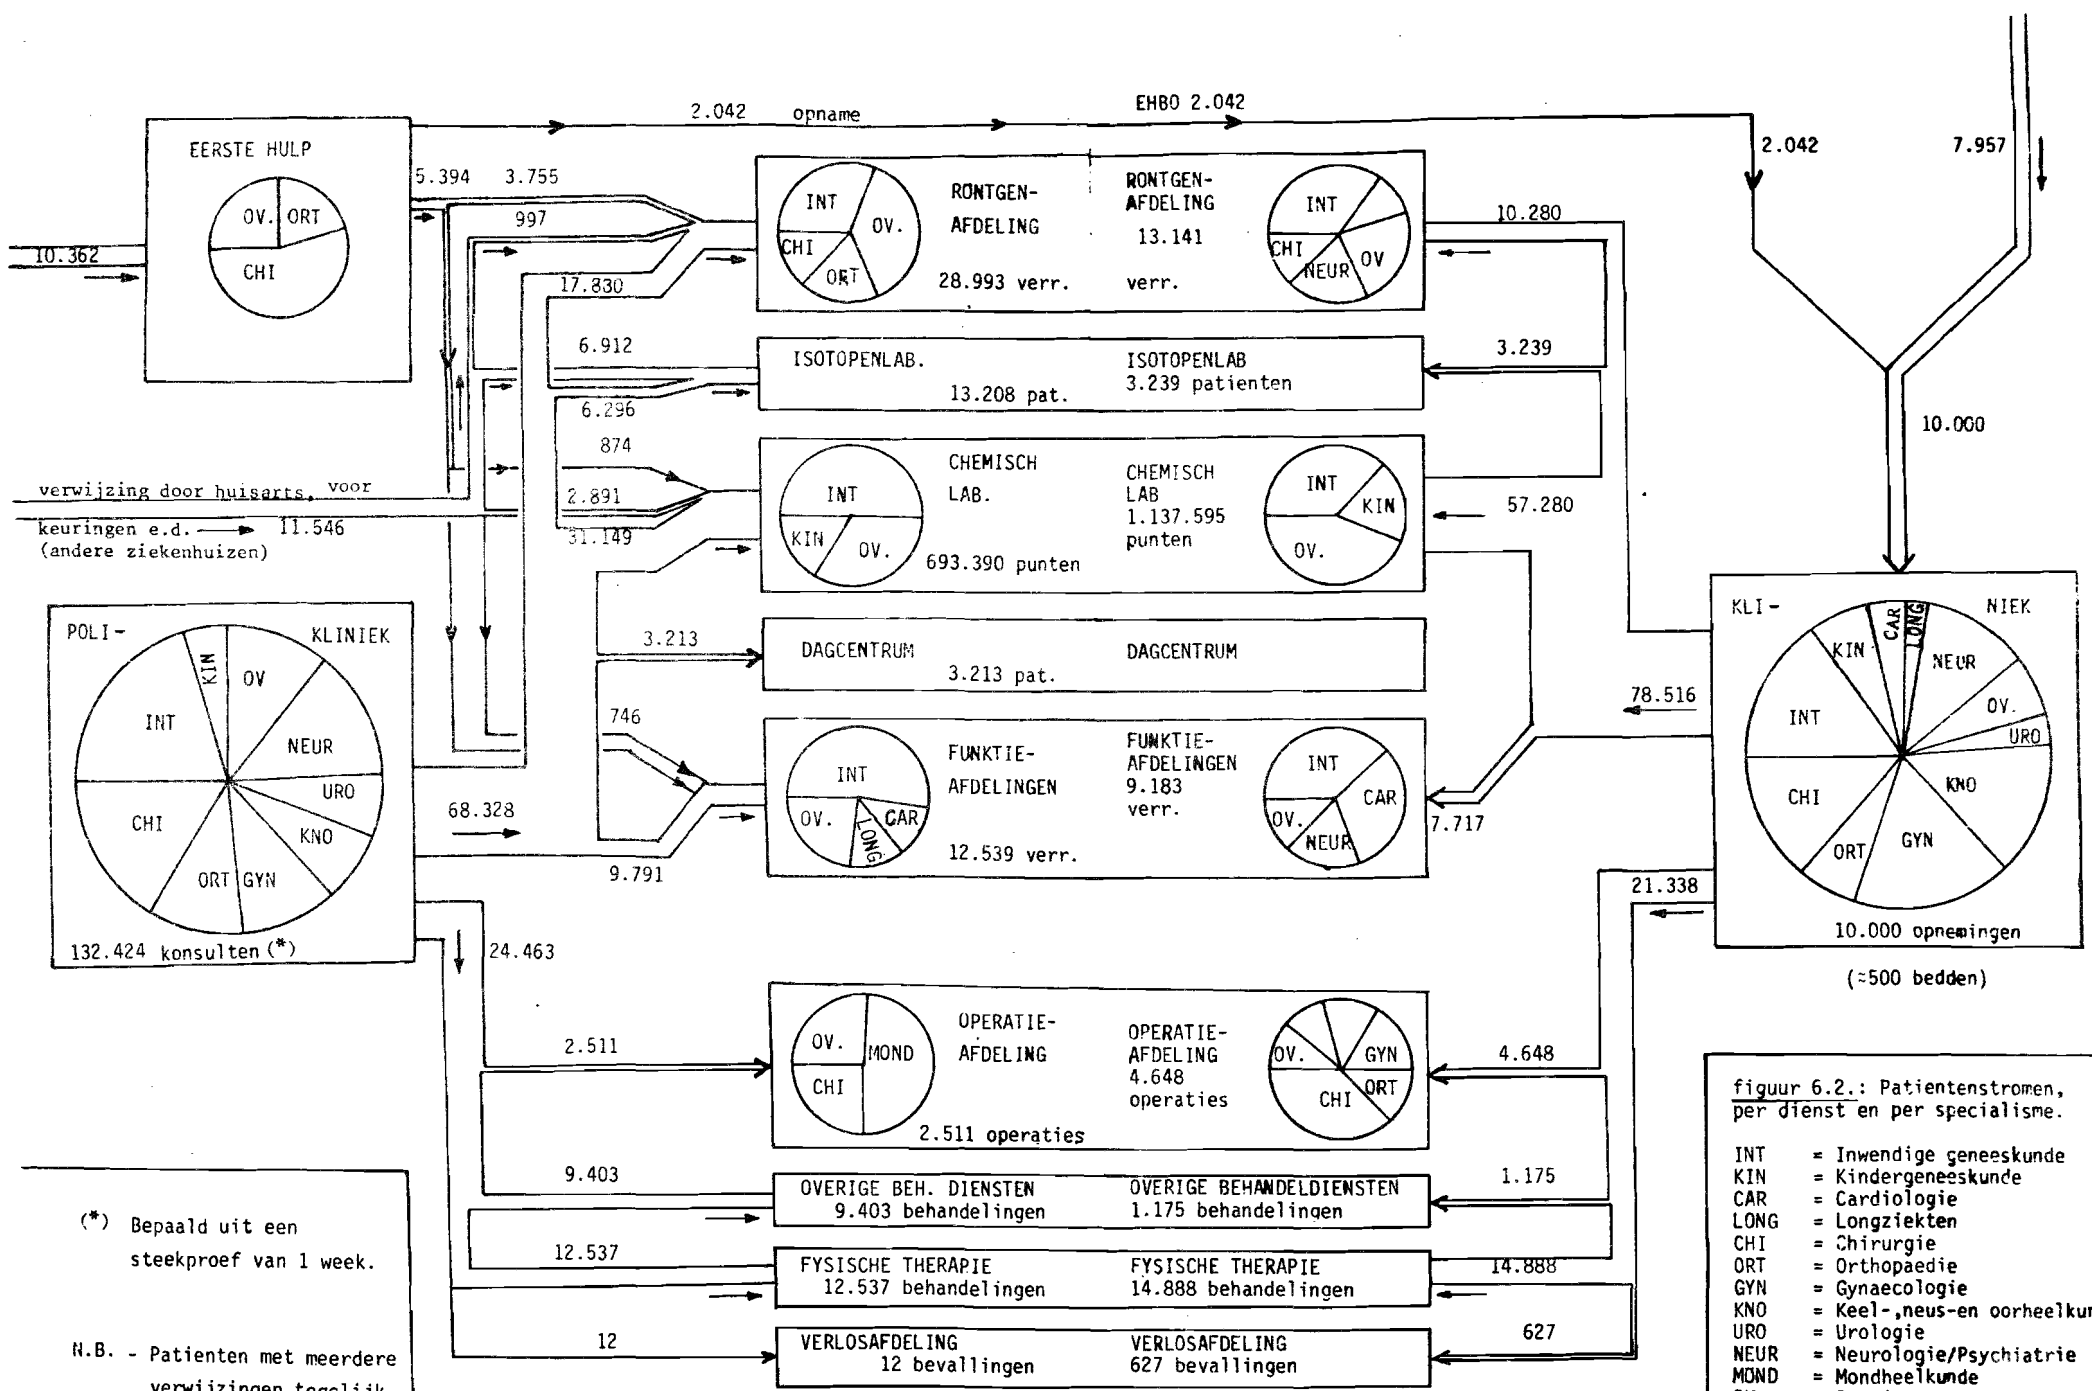 2.042 opname
EHBO 2.042
2.042
7.957
EERSTE HULP
OV. ORT
CHI
10.362
5.394 3.755
997
17.830
INT
OV.
CHI
ORT
RONTGEN-
AFDELING
28.993 verr.
RONTGEN-
AFDELING
13.141
verr.
INT
CHI
NEUR
OV
10.280
6.912
6.296
ISOTOPENLAB.
13.208 pat.
ISOTOPENLAB
3.239 patienten
3.239
10.000
874
2.891
31.149
INT
KIN
OV.
CHEMISCH
LAB.
693.390 punten
CHEMISCH
LAB
1.137.595
punten
INT
KIN
OV.
57.280
verwijzing door huisarts, voor
keuringen e.d. 11.546
(andere ziekenhuizen)
POLI- KLINIEK
KIN
OV
INT
NEUR
URO
CHI
KNO
ORT GYN
132.424 konsulten (*)
68.328
3.213
DAGCENTRUM
3.213 pat.
DAGCENTRUM
746
9.791
INT
OV.
CAR
LONG
FUNKTIE-
AFDELINGEN
12.539 verr.
FUNKTIE-
AFDELINGEN
9.183
verr.
INT
CAR
OV.
NEUR
7.717
78.516
KLI- NIEK
CAR
LONG
KIN
NEUR
INT
OV.
URO
CHI
KNO
ORT
GYN
10.000 opnemingen
(≈500 bedden)
21.338
24.463
2.511
OV.
MOND
CHI
OPERATIE-
AFDELING
2.511 operaties
OPERATIE-
AFDELING
4.648
operaties
OV.
GYN
ORT
CHI
4.648
9.403
OVERIGE BEH. DIENSTEN
9.403 behandelingen
OVERIGE BEHANDELDIENSTEN
1.175 behandelingen
1.175
12.537
FYSISCHE THERAPIE
12.537 behandelingen
FYSISCHE THERAPIE
14.888 behandelingen
14.888
12
VERLOSAFDELING
12 bevallingen
VERLOSAFDELING
627 bevallingen
627
(*) Bepaald uit een
steekproef van 1 week.
N.B. - Patienten met meerdere
verwijzingen tegelijk
figuur 6.2.: Patientenstromen,
per dienst en per specialisme.
INT = Inwendige geneeskunde
KIN = Kindergeneeskunde
CAR = Cardiologie
LONG = Longziekten
CHI = Chirurgie
ORT = Orthopaedie
GYN = Gynaecologie
KNO = Keel-,neus-en oorheelkun
URO = Urologie
NEUR = Neurologie/Psychiatrie
MOND = Mondheelkunde